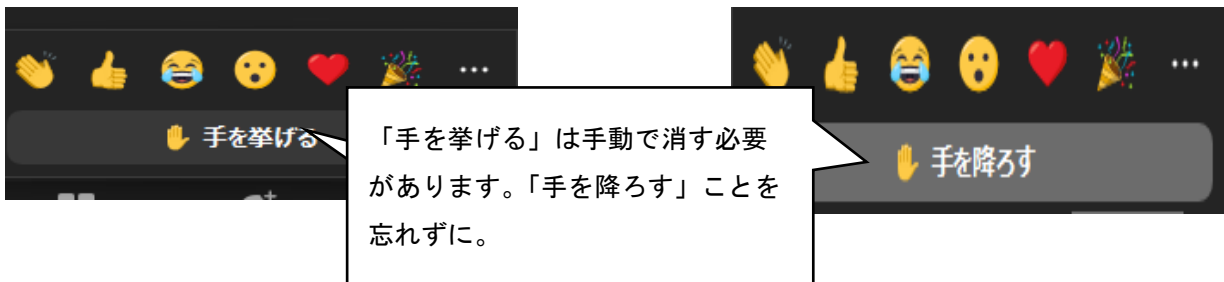 手を挙げる
「手を挙げる」は手動で消す必要
があります。「手を降ろす」ことを
忘れずに。
手を降ろす